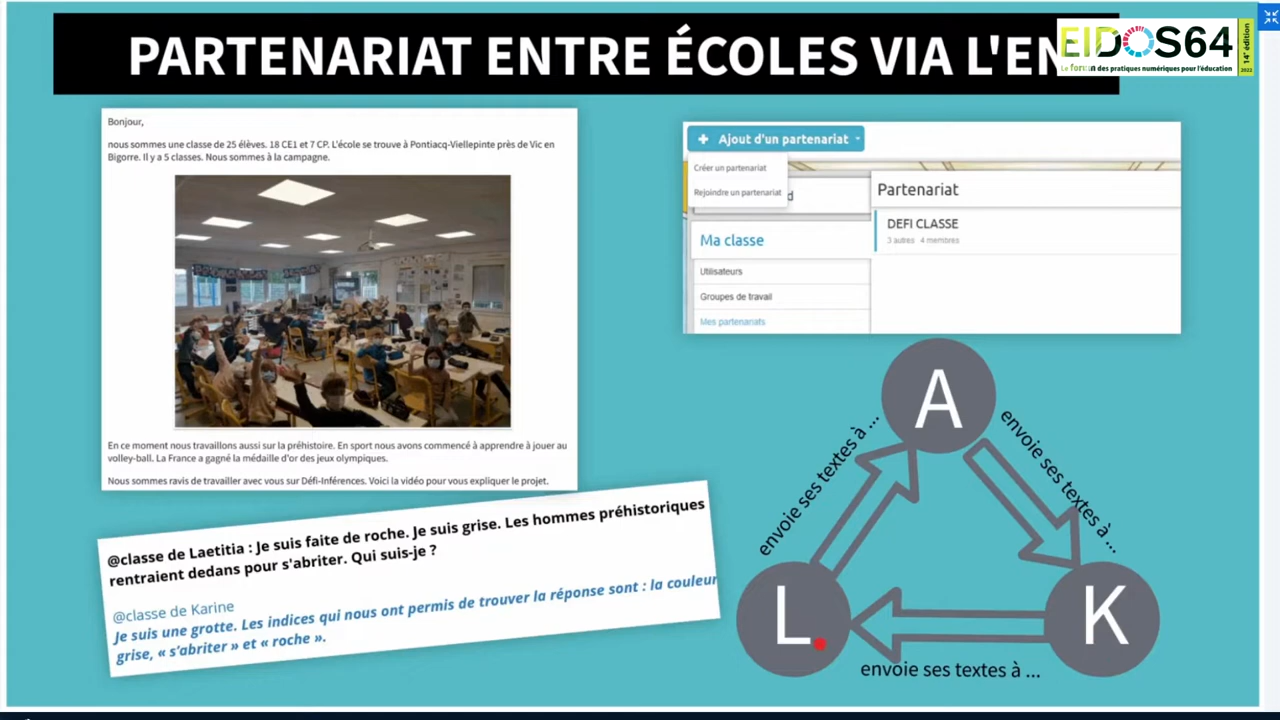 PARTENARIAT ENTRE ÉCOLES VIA L'EN
EIDOS64
Le forum des pratiques numériques pour l'éducation
14e édition
2022
Bonjour,
nous sommes une classe de 25 élèves. 18 CE1 et 7 CP. L'école se trouve à Pontiacq-Viellepinte près de Vic en
Bigorre. Il y a 5 classes. Nous sommes à la campagne.
En ce moment nous travaillons aussi sur la préhistoire. En sport nous avons commencé à apprendre à jouer au
volley-ball. La France a gagné la médaille d'or des jeux olympiques.
Nous sommes ravis de travailler avec vous sur Défi-Inférences. Voici la vidéo pour vous expliquer le projet.
+ Ajout d'un partenariat
Créer un partenariat
Rejoindre un partenariat
d
Partenariat
DEFI CLASSE
3 autres 4 membres
Ma classe
Utilisateurs
Groupes de travail
Mes partenariats
@classe de Laetitia : Je suis faite de roche. Je suis grise. Les hommes préhistoriques
rentraient dedans pour s'abriter. Qui suis-je ?
@classe de Karine
Je suis une grotte. Les indices qui nous ont permis de trouver la réponse sont : la couleur
grise, « s'abriter » et « roche ».
A
envoie ses textes à ...
envoie ses textes à ...
L
K
envoie ses textes à ...